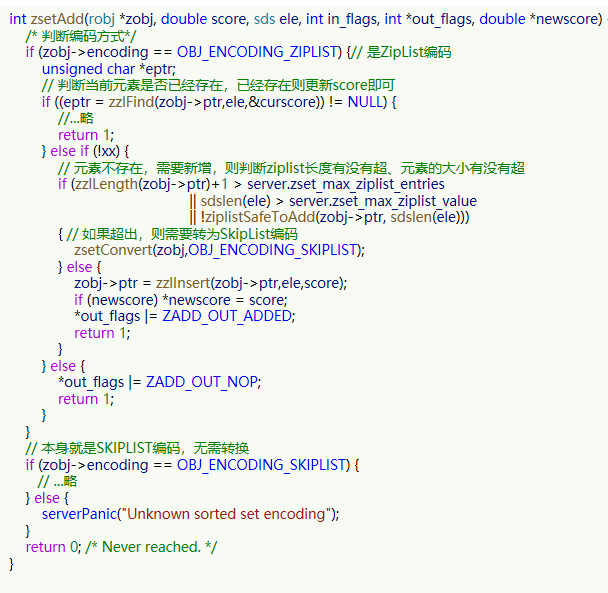 int zsetAdd(robj *zobj, double score, sds ele, int in_flags, int *out_flags, double *newscore) {
    /* 判断编码方式*/
    if (zobj->encoding == OBJ_ENCODING_ZIPLIST) {// 是ZipList编码
        unsigned char *eptr;
        // 判断当前元素是否已经存在，已经存在则更新score即可
        if ((eptr = zzlFind(zobj->ptr,ele,&curscore)) != NULL) {
            //...略
            return 1;
        } else if (!xx) {
            // 元素不存在，需要新增，则判断ziplist长度有没有超、元素的大小有没有超
            if (zzlLength(zobj->ptr)+1 > server.zset_max_ziplist_entries
                || sdslen(ele) > server.zset_max_ziplist_value
                || !ziplistSafeToAdd(zobj->ptr, sdslen(ele)))
            { // 如果超出，则需要转为SkipList编码
                zsetConvert(zobj,OBJ_ENCODING_SKIPLIST);
            } else {
                zobj->ptr = zzlInsert(zobj->ptr,ele,score);
                if (newscore) *newscore = score;
                *out_flags |= ZADD_OUT_ADDED;
                return 1;
            }
        } else {
            *out_flags |= ZADD_OUT_NOP;
            return 1;
        }
    }
    // 本身就是SKIPLIST编码，无需转换
    if (zobj->encoding == OBJ_ENCODING_SKIPLIST) {
        // ...略
    } else {
        serverPanic("Unknown sorted set encoding");
    }
    return 0; /* Never reached. */
}